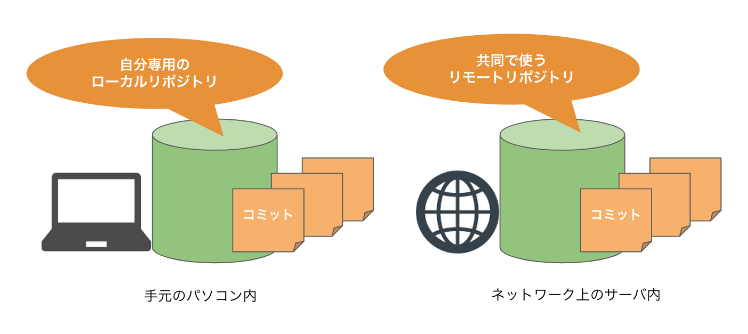 自分専用の
ローカルリポジトリ
コミット
手元のパソコン内
共同で使う
リモートリポジトリ
コミット
ネットワーク上のサーバ内